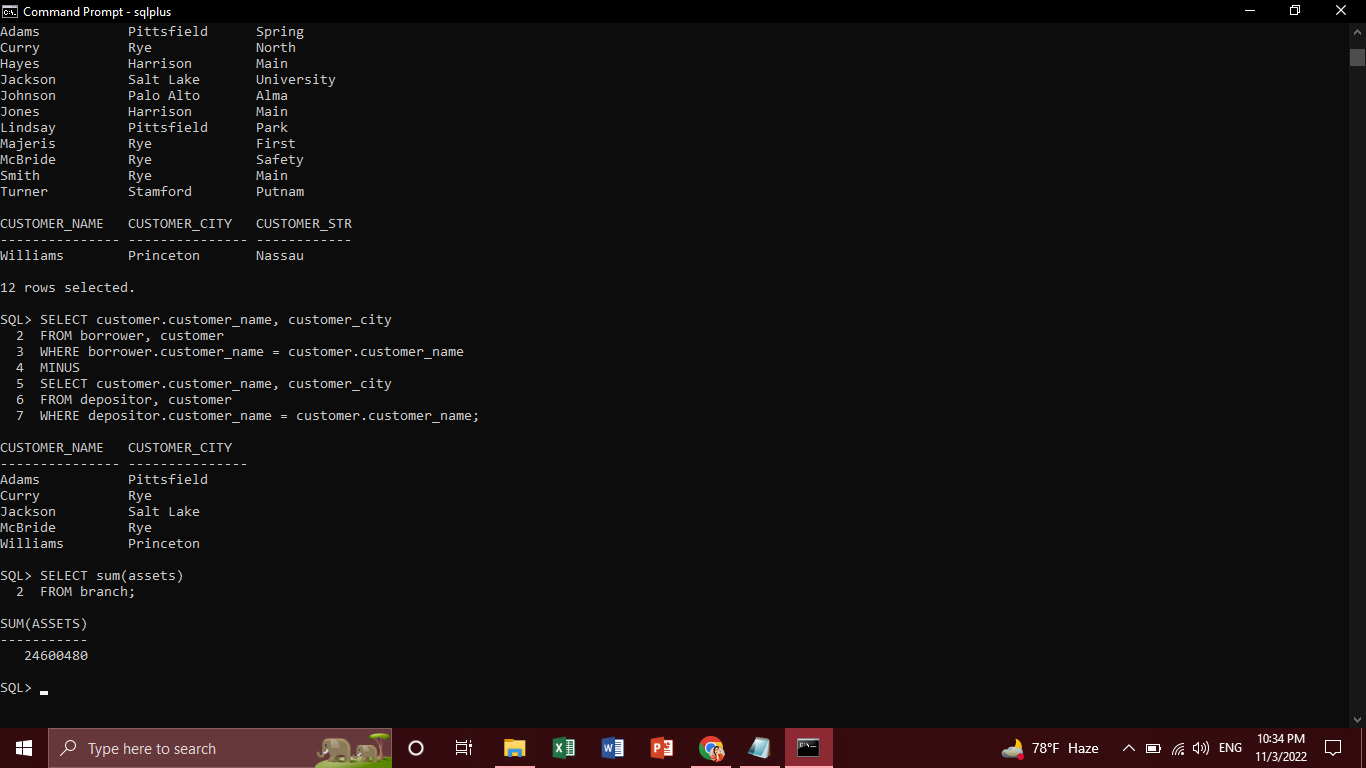 Command Prompt - sqlplus
Adams           Pittsfield      Spring
Curry           Rye             North
Hayes           Harrison        Main
Jackson         Salt Lake       University
Johnson         Palo Alto       Alma
Jones           Harrison        Main
Lindsay         Pittsfield      Park
Majeris         Rye             First
McBride         Rye             Safety
Smith           Rye             Main
Turner          Stamford        Putnam
CUSTOMER_NAME   CUSTOMER_CITY   CUSTOMER_STR
--------------- --------------- ------------
Williams        Princeton       Nassau
12 rows selected.
SQL> SELECT customer.customer_name, customer_city
  2  FROM borrower, customer
  3  WHERE borrower.customer_name = customer.customer_name
  4  MINUS
  5  SELECT customer.customer_name, customer_city
  6  FROM depositor, customer
  7  WHERE depositor.customer_name = customer.customer_name;
CUSTOMER_NAME   CUSTOMER_CITY
--------------- ---------------
Adams           Pittsfield
Curry           Rye
Jackson         Salt Lake
McBride         Rye
Williams        Princeton
SQL> SELECT sum(assets)
  2  FROM branch;
SUM(ASSETS)
-----------
   24600480
SQL>
Type here to search
78°F Haze
ENG
10:34 PM
11/3/2022